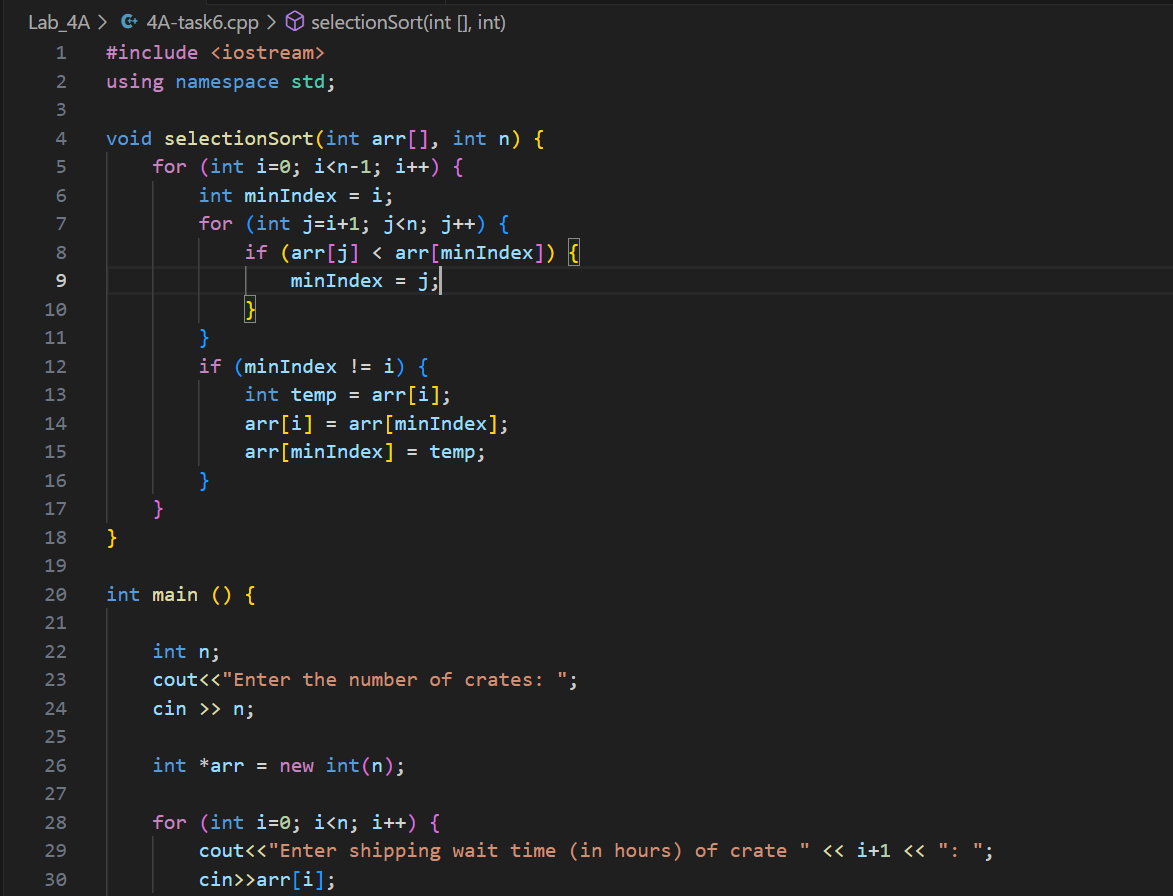 Lab_4A > 4A-task6.cpp > selectionSort(int [], int)
1 #include <iostream>
2 using namespace std;
3
4 void selectionSort(int arr[], int n) {
5     for (int i=0; i<n-1; i++) {
6         int minIndex = i;
7         for (int j=i+1; j<n; j++) {
8             if (arr[j] < arr[minIndex]) {
9                 minIndex = j;
10             }
11         }
12         if (minIndex != i) {
13             int temp = arr[i];
14             arr[i] = arr[minIndex];
15             arr[minIndex] = temp;
16         }
17     }
18 }
19
20 int main () {
21
22     int n;
23     cout<<"Enter the number of crates: ";
24     cin >> n;
25
26     int *arr = new int(n);
27
28     for (int i=0; i<n; i++) {
29         cout<<"Enter shipping wait time (in hours) of crate " << i+1 << ": ";
30         cin>>arr[i];